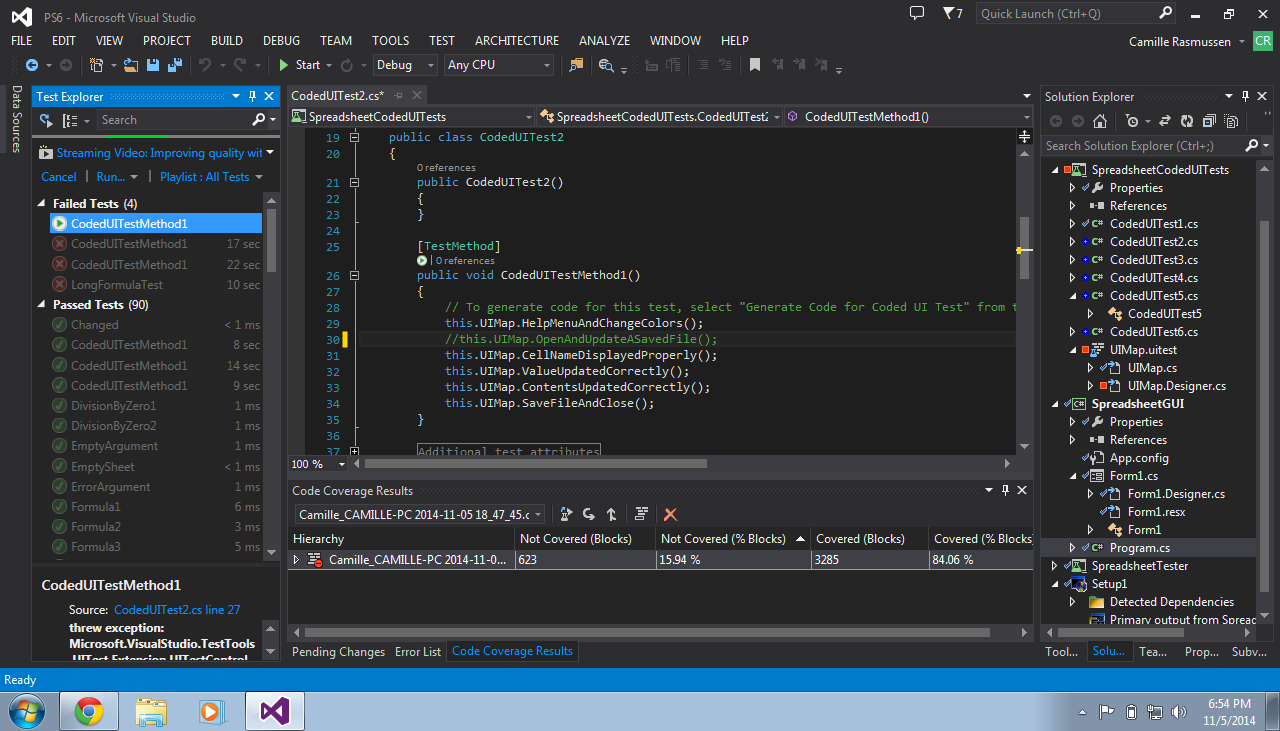 PS6 - Microsoft Visual Studio
7
Quick Launch (Ctrl+Q)
FILE EDIT VIEW PROJECT BUILD DEBUG TEAM TOOLS TEST ARCHITECTURE ANALYZE WINDOW HELP
Camille Rasmussen CR
Start Debug Any CPU
Data Sources
Test Explorer
Search
Streaming Video: Improving quality wit
Cancel | Run... | Playlist : All Tests
Failed Tests (4)
CodedUITestMethod1
CodedUITestMethod1 17 sec
CodedUITestMethod1 22 sec
LongFormulaTest 10 sec
Passed Tests (90)
Changed < 1 ms
CodedUITestMethod1 8 sec
CodedUITestMethod1 14 sec
CodedUITestMethod1 9 sec
DivisionByZero1 1 ms
DivisionByZero2 1 ms
EmptyArgument 1 ms
EmptySheet < 1 ms
ErrorArgument 1 ms
Formula1 6 ms
Formula2 3 ms
Formula3 5 ms
CodedUITestMethod1
Source: CodedUITest2.cs line 27
threw exception:
Microsoft.VisualStudio.TestTools
.UITest.Extension.UITestControl
CodedUITest2.cs*
SpreadsheetCodedUITests
SpreadsheetCodedUITests.CodedUITest2
CodedUITestMethod1()
19 public class CodedUITest2
20 {
0 references
21 public CodedUITest2()
22 {
23 }
24
25 [TestMethod]
| 0 references
26 public void CodedUITestMethod1()
27 {
28 // To generate code for this test, select "Generate Code for Coded UI Test" from t
29 this.UIMap.HelpMenuAndChangeColors();
30 //this.UIMap.OpenAndUpdateASavedFile();
31 this.UIMap.CellNameDisplayedProperly();
32 this.UIMap.ValueUpdatedCorrectly();
33 this.UIMap.ContentsUpdatedCorrectly();
34 this.UIMap.SaveFileAndClose();
35 }
36
37 Additional test attributes
100 %
Code Coverage Results
Camille_CAMILLE-PC 2014-11-05 18_47_45.c
Hierarchy Not Covered (Blocks) Not Covered (% Blocks) Covered (Blocks) Covered (% Blocks)
Camille_CAMILLE-PC 2014-11-0... 623 15.94 % 3285 84.06 %
Pending Changes Error List Code Coverage Results
Solution Explorer
Search Solution Explorer (Ctrl+;)
SpreadsheetCodedUITests
Properties
References
CodedUITest1.cs
CodedUITest2.cs
CodedUITest3.cs
CodedUITest4.cs
CodedUITest5.cs
CodedUITest5
CodedUITest6.cs
UIMap.uitest
UIMap.cs
UIMap.Designer.cs
SpreadsheetGUI
Properties
References
App.config
Form1.cs
Form1.Designer.cs
Form1.resx
Form1
Program.cs
SpreadsheetTester
Setup1
Detected Dependencies
Primary output from Spread
Tool... Solu... Tea... Prop... Subv...
Ready
6:54 PM
11/5/2014